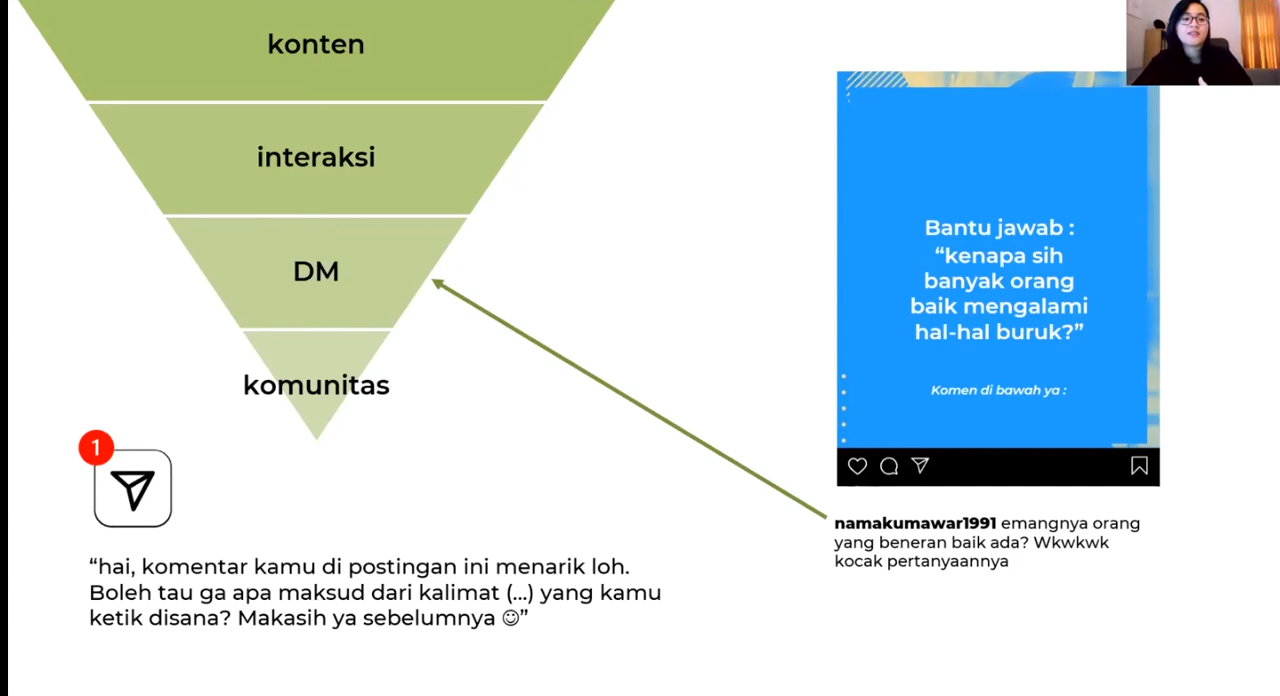 konten
interaksi
DM
komunitas
1
“hai, komentar kamu di postingan ini menarik loh.
Boleh tau ga apa maksud dari kalimat (...) yang kamu
ketik disana? Makasih ya sebelumnya ☺”
Bantu jawab :
“kenapa sih
banyak orang
baik mengalami
hal-hal buruk?”
Komen di bawah ya :
namakumawar1991 emangnya orang
yang beneran baik ada? Wkwkwk
kocak pertanyaannya